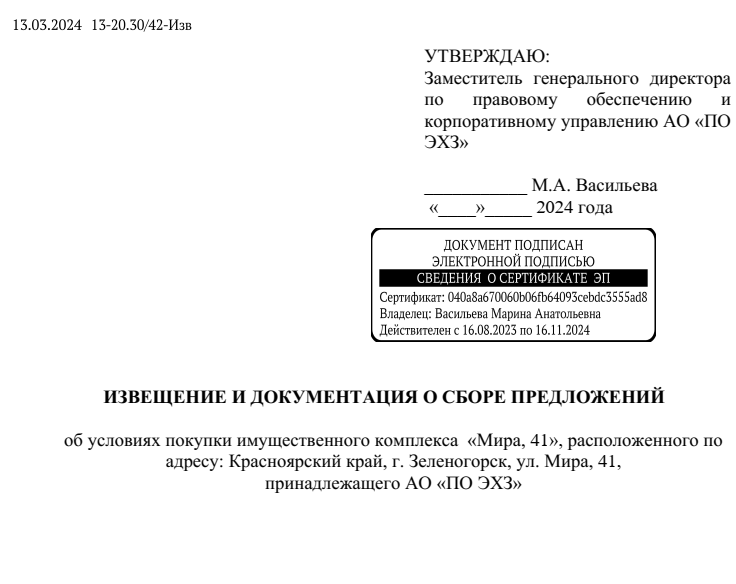 13.03.2024 13-20.30/42-Изв
УТВЕРЖДАЮ:
Заместитель генерального директора
по правовому обеспечению и
корпоративному управлению АО «ПО
ЭХЗ»
___________ М.А. Васильева
«____»_____ 2024 года
ДОКУМЕНТ ПОДПИСАН
ЭЛЕКТРОННОЙ ПОДПИСЬЮ
СВЕДЕНИЯ О СЕРТИФИКАТЕ ЭП
Сертификат: 040a8a670060b06fb64093cebdc3555ad8
Владелец: Васильева Марина Анатольевна
Действителен с 16.08.2023 по 16.11.2024
ИЗВЕЩЕНИЕ И ДОКУМЕНТАЦИЯ О СБОРЕ ПРЕДЛОЖЕНИЙ
об условиях покупки имущественного комплекса «Мира, 41», расположенного по
адресу: Красноярский край, г. Зеленогорск, ул. Мира, 41,
принадлежащего АО «ПО ЭХЗ»